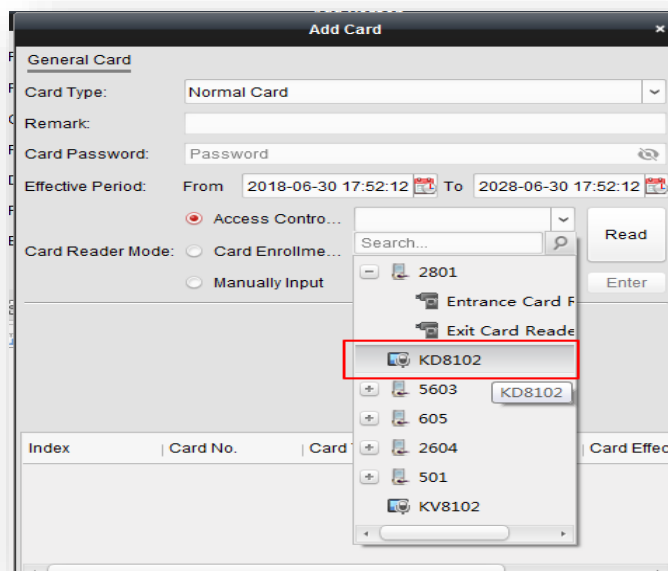 Add Card
General Card
Card Type: Normal Card
Remark:
Card Password: Password
Effective Period: From 2018-06-30 17:52:12 To 2028-06-30 17:52:12
Access Contro...
Card Reader Mode: Card Enrollme... Search... Read
Manually Input Enter
2801
Entrance Card R
Exit Card Reade
KD8102
5603 KD8102
605
Index Card No. Card 2604 Card Effec
501
KV8102